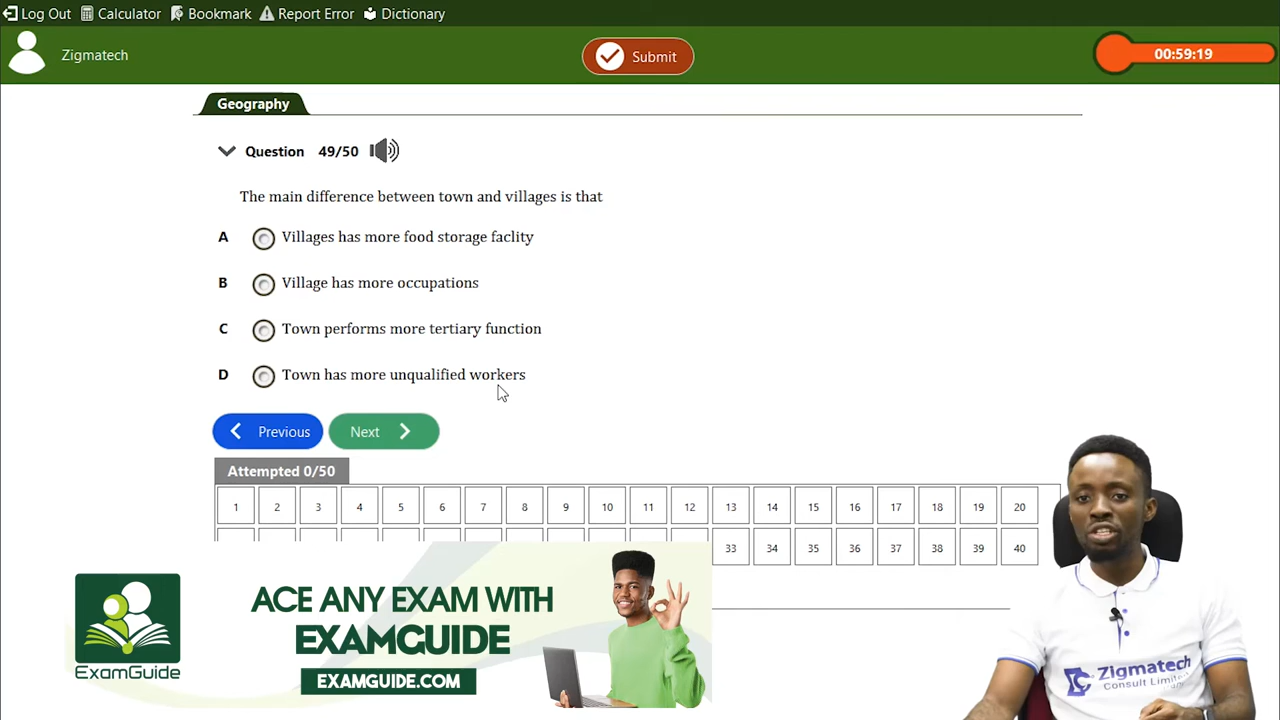 Log Out Calculator Bookmark Report Error Dictionary
Zigmatech
Submit
00:59:19
Geography
Question 49/50
The main difference between town and villages is that
A Villages has more food storage faclity
B Village has more occupations
C Town performs more tertiary function
D Town has more unqualified workers
Previous Next
Attempted 0/50
1 2 3 4 5 6 7 8 9 10 11 12 13 14 15 16 17 18 19 20
33 34 35 36 37 38 39 40
ACE ANY EXAM WITH
EXAMGUIDE
EXAMGUIDE.COM
ExamGuide
Zigmatech
Consult Limited